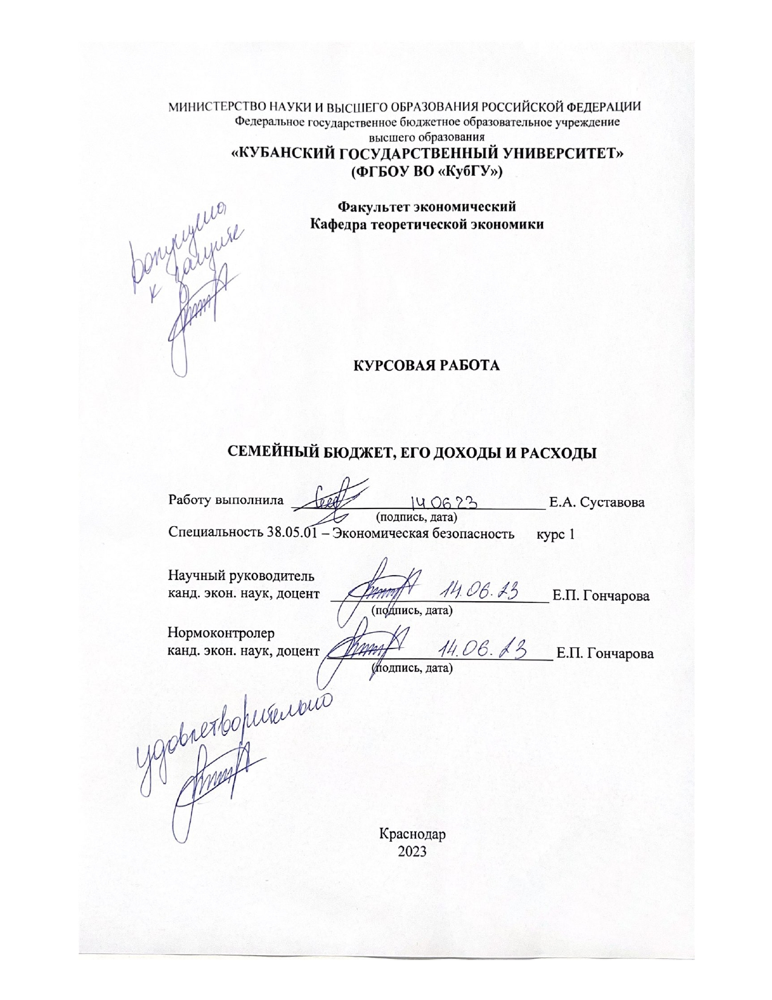 МИНИСТЕРСТВО НАУКИ И ВЫСШЕГО ОБРАЗОВАНИЯ РОССИЙСКОЙ ФЕДЕРАЦИИ
Федеральное государственное бюджетное образовательное учреждение
высшего образования
«КУБАНСКИЙ ГОСУДАРСТВЕННЫЙ УНИВЕРСИТЕТ»
(ФГБОУ ВО «КубГУ»)
Факультет экономический
Кафедра теоретической экономики
допущена
к защите
КУРСОВАЯ РАБОТА
СЕМЕЙНЫЙ БЮДЖЕТ, ЕГО ДОХОДЫ И РАСХОДЫ
Работу выполнила 14.06.23 Е.А. Суставова
(подпись, дата)
Специальность 38.05.01 – Экономическая безопасность курс 1
Научный руководитель
канд. экон. наук, доцент 14.06.23 Е.П. Гончарова
(подпись, дата)
Нормоконтролер
канд. экон. наук, доцент 14.06.23 Е.П. Гончарова
(подпись, дата)
удовлетворительно
Краснодар
2023